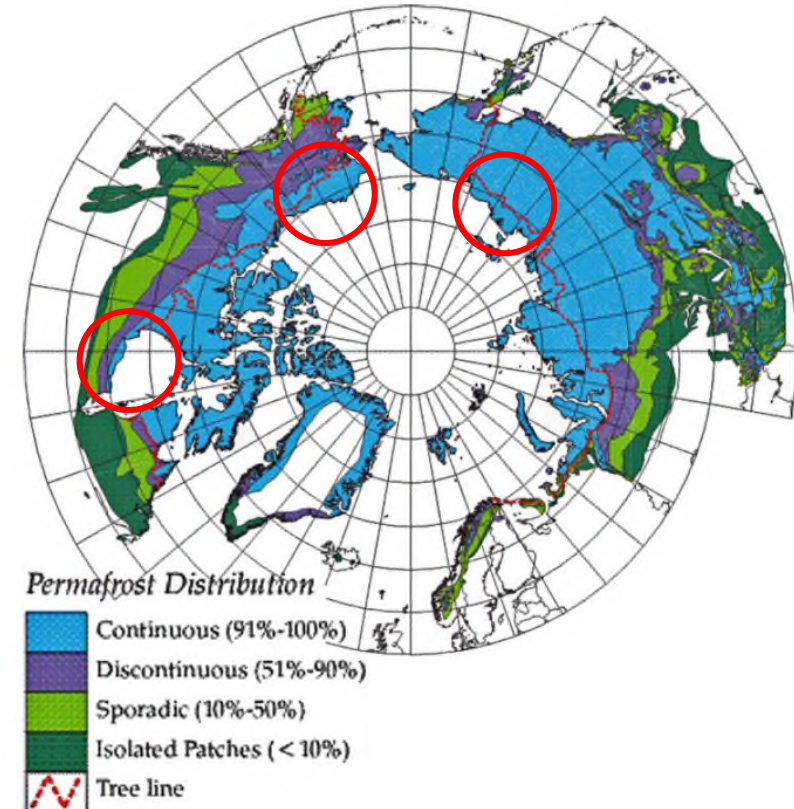 Permafrost Distribution
Continuous (91%-100%)
Discontinuous (51%-90%)
Sporadic (10%-50%)
Isolated Patches (< 10%)
Tree line